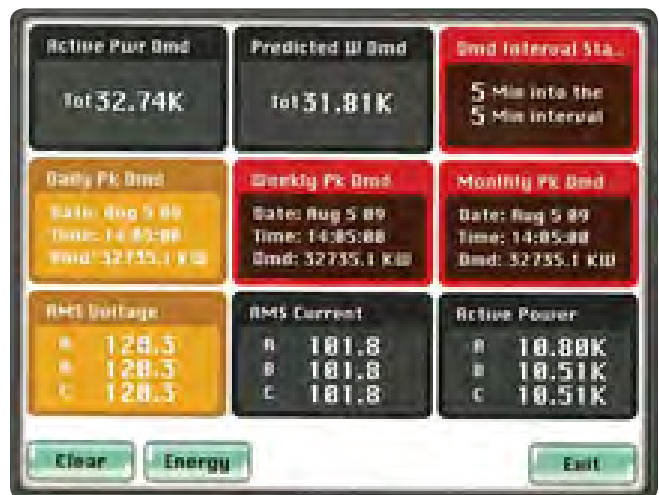 Active Pwr Dmd
Tot 32.74K
Predicted W Dmd
Tot 31.81K
Dmd Interval Sta..
5 Min into the
5 Min interval
Daily Pk Dmd
Date: Aug 5 09
Time: 14:05:00
Dmd: 32735.1 KW
Weekly Pk Dmd
Date: Aug 5 09
Time: 14:05:00
Dmd: 32735.1 KW
Monthly Pk Dmd
Date: Aug 5 09
Time: 14:05:00
Dmd: 32735.1 KW
RMS Voltage
A 120.3
B 120.3
C 120.3
RMS Current
A 101.8
B 101.8
C 101.8
Active Power
A 10.80K
B 10.51K
C 10.51K
Clear
Energy
Exit